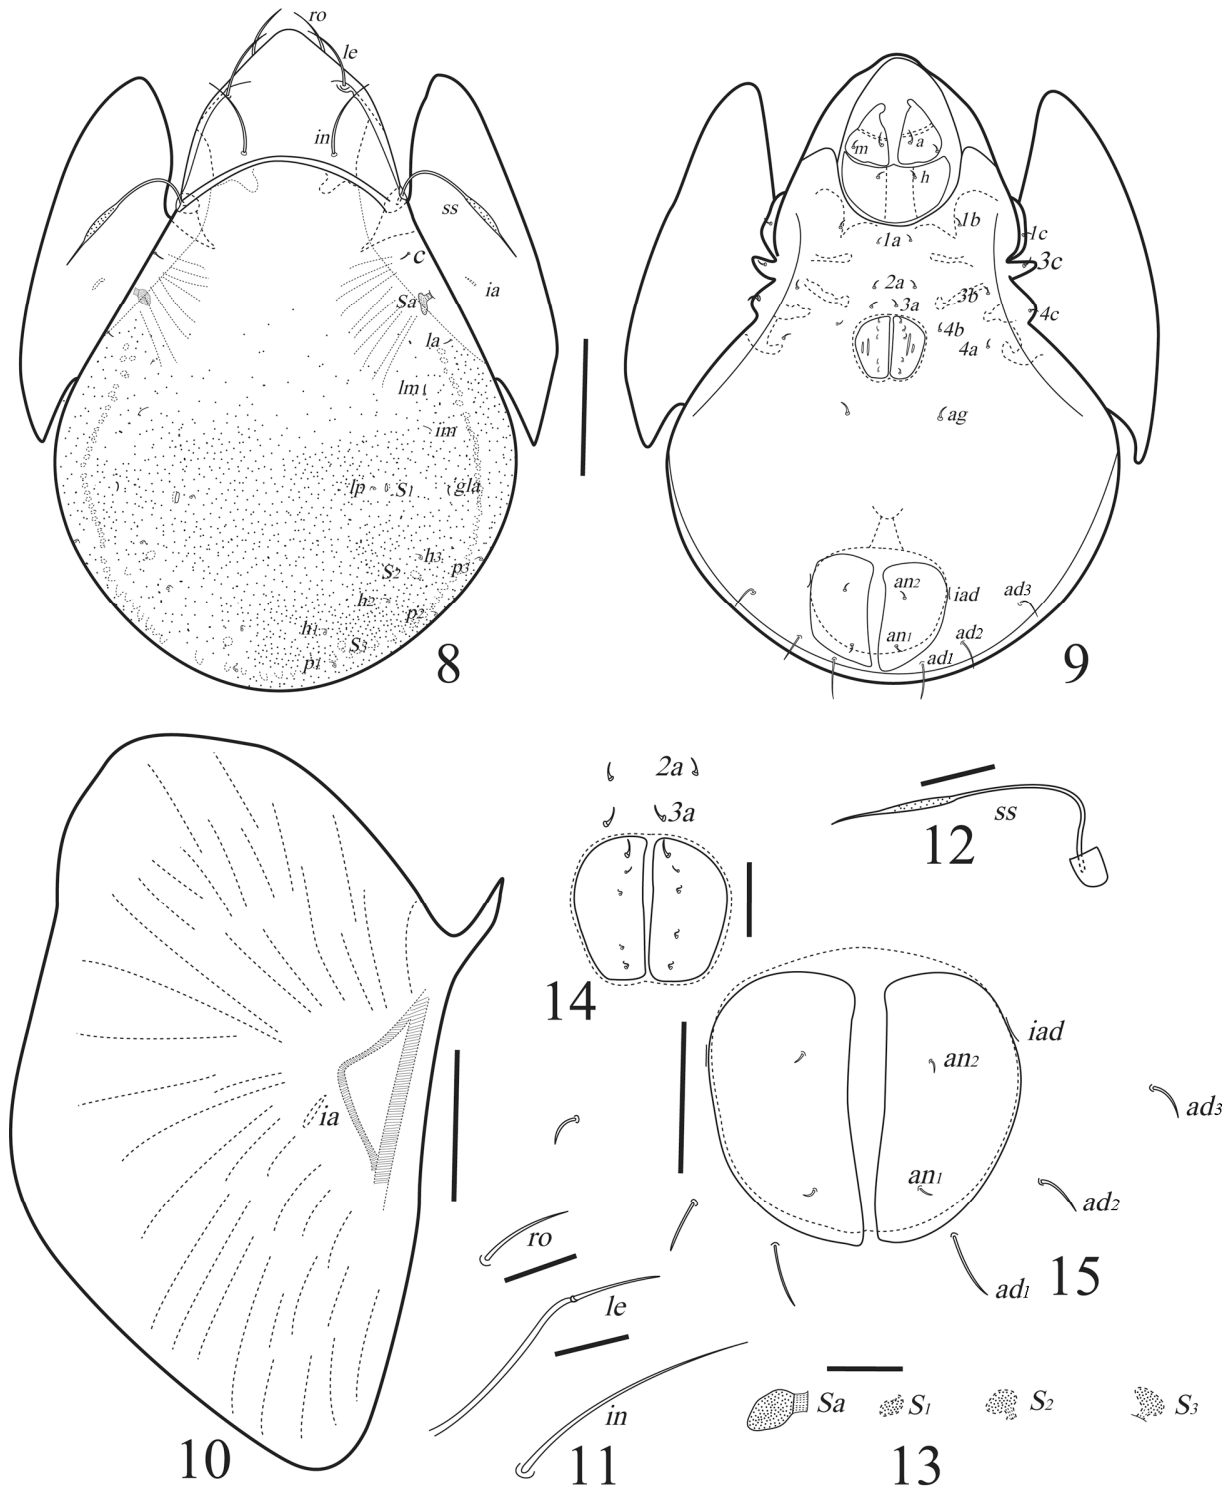 ro
le
in
ss
c
Sa
ia
la
lm
im
lp S1 gla
h3
S2 p3
h2
p2
h1
S3
p1
8
m a
h
1b
1a 1c
3c
2a 3b
3a 4c
4b
4a
ag
an2 iad ad3
an1 ad2
ad1
9
ia
10
ro
le
in
11
ss
12
Sa S1 S2 S3
13
2a
3a
14
iad
an2
ad3
an1
ad2
ad1
15